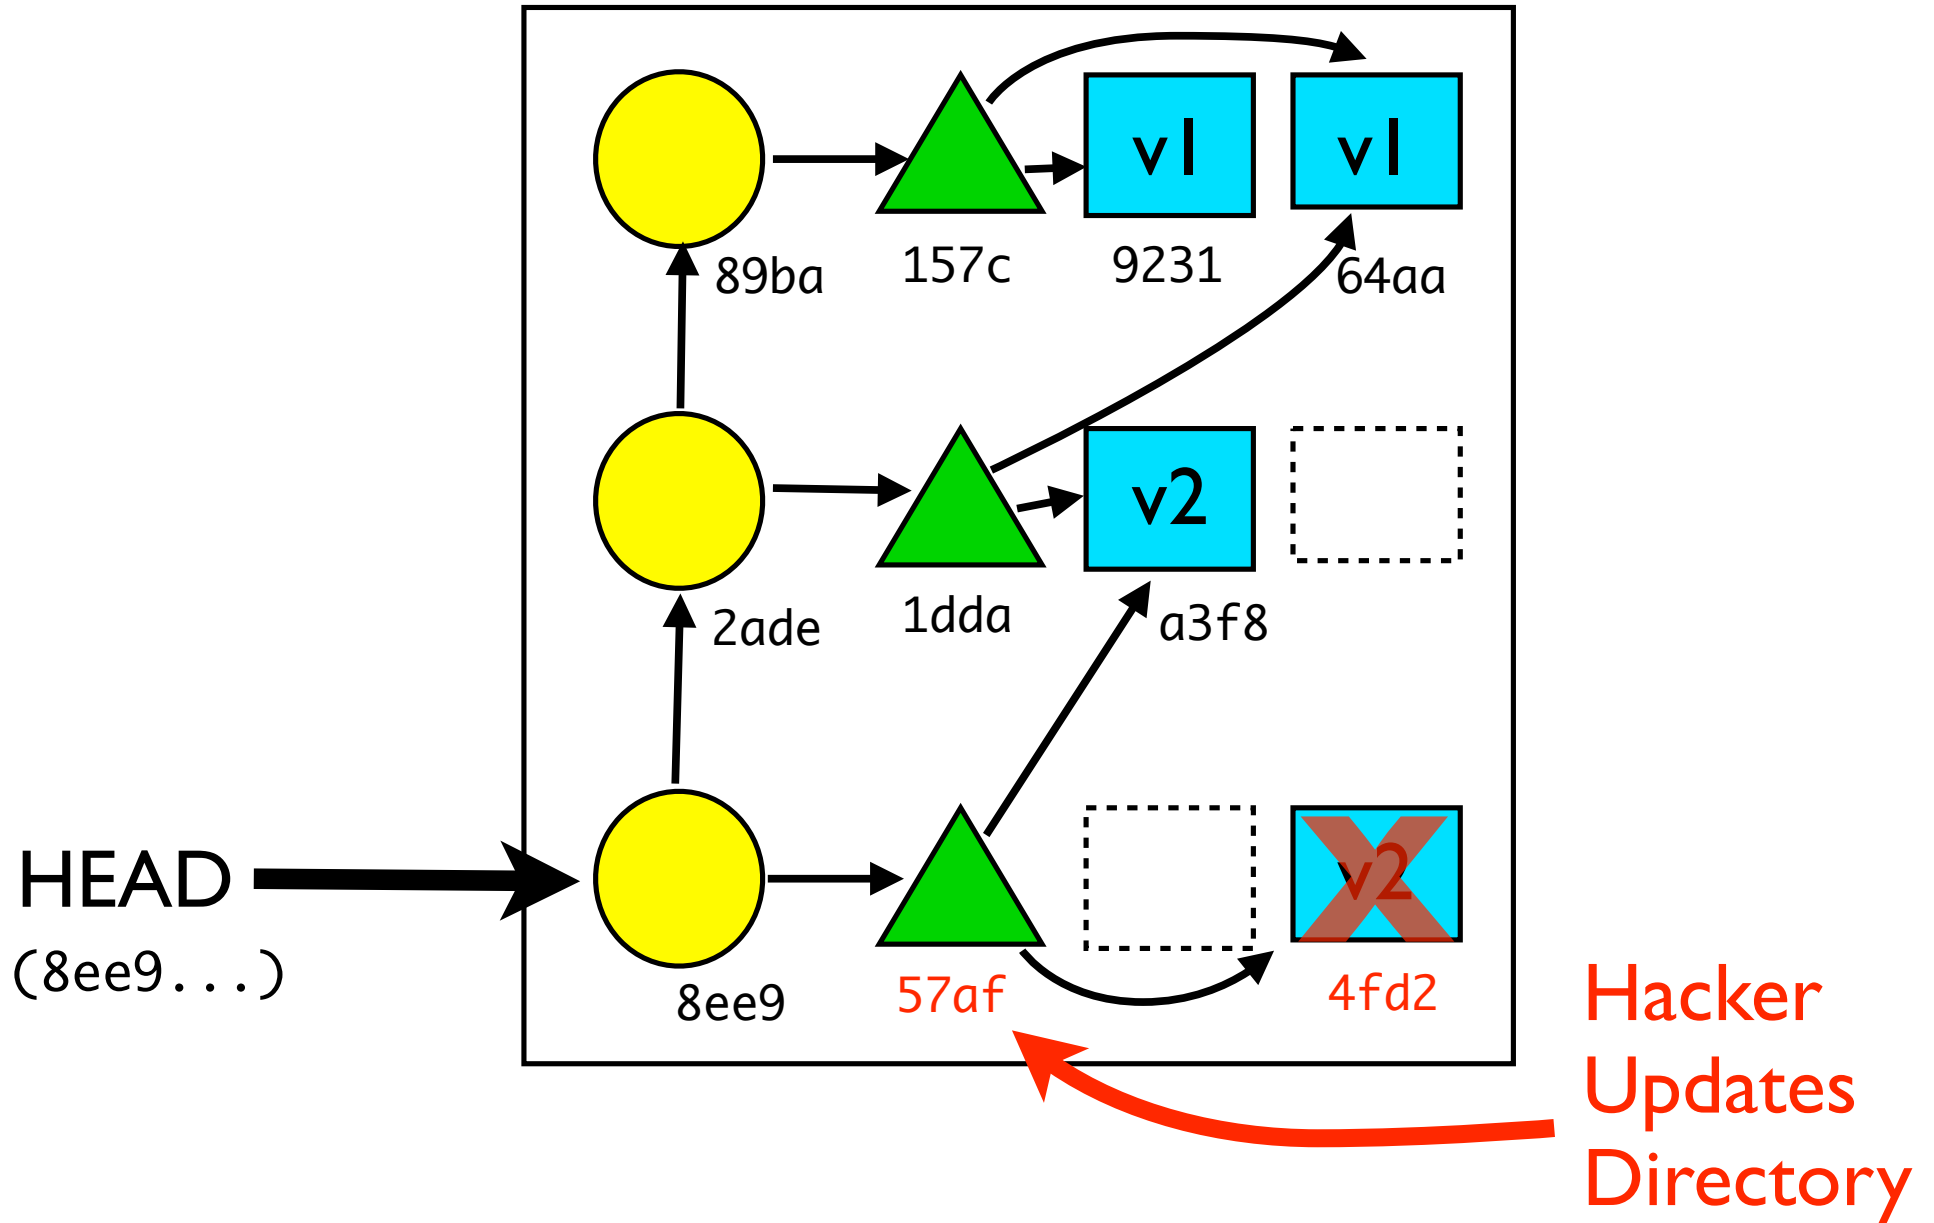 v1 v1
89ba 157c 9231 64aa
v2
2ade 1dda a3f8
HEAD
(8ee9...)
v2
8ee9 57af 4fd2
Hacker
Updates
Directory